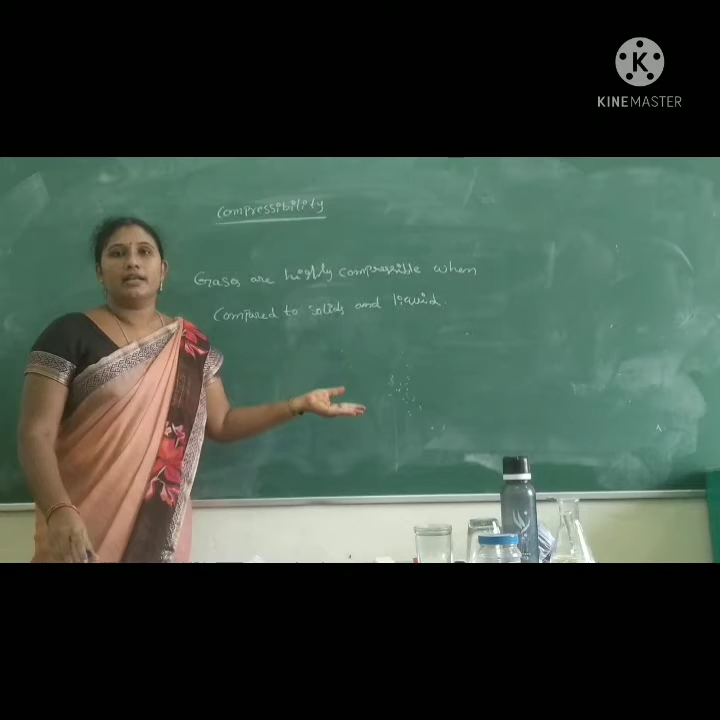 KINEMASTER
Compressibility
Gases are highly compressible when
Compared to solids and liquid.